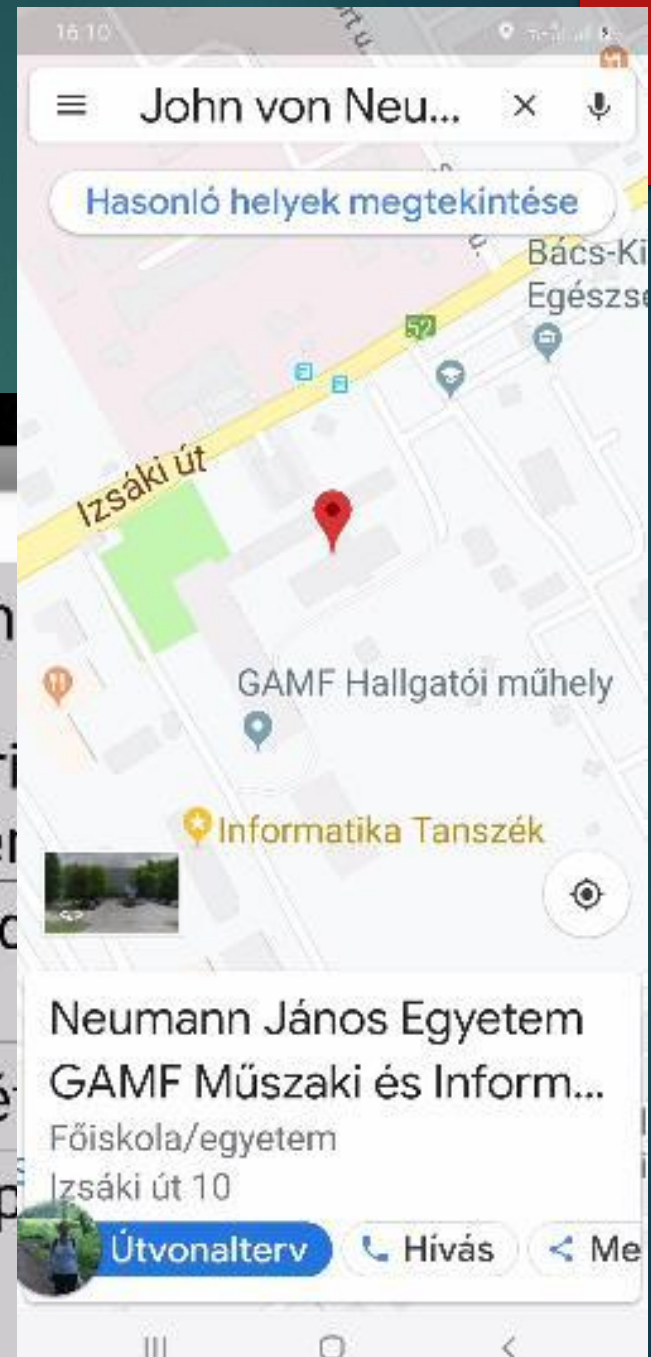 16:10
John von Neu...
Hasonló helyek megtekintése
Bács-Ki
Egészsé
52
Izsáki út
GAMF Hallgatói műhely
Informatika Tanszék
Neumann János Egyetem
GAMF Műszaki és Inform...
Főiskola/egyetem
Izsáki út 10
Útvonalterv
Hívás
Me